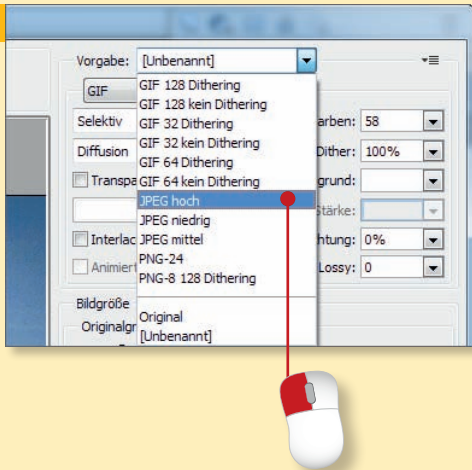 Vorgabe: [Unbenannt]
GIF
GIF 128 Dithering
GIF 128 kein Dithering
GIF 32 Dithering
GIF 32 kein Dithering
GIF 64 Dithering
GIF 64 kein Dithering
JPEG hoch
JPEG niedrig
JPEG mittel
PNG-24
PNG-8 128 Dithering
Original
[Unbenannt]
Selektiv arben: 58
Diffusion Dither: 100%
Transpa grund:
Stärke:
Interlac htung: 0%
Animiert Lossy: 0
Bildgröße
Originalgr